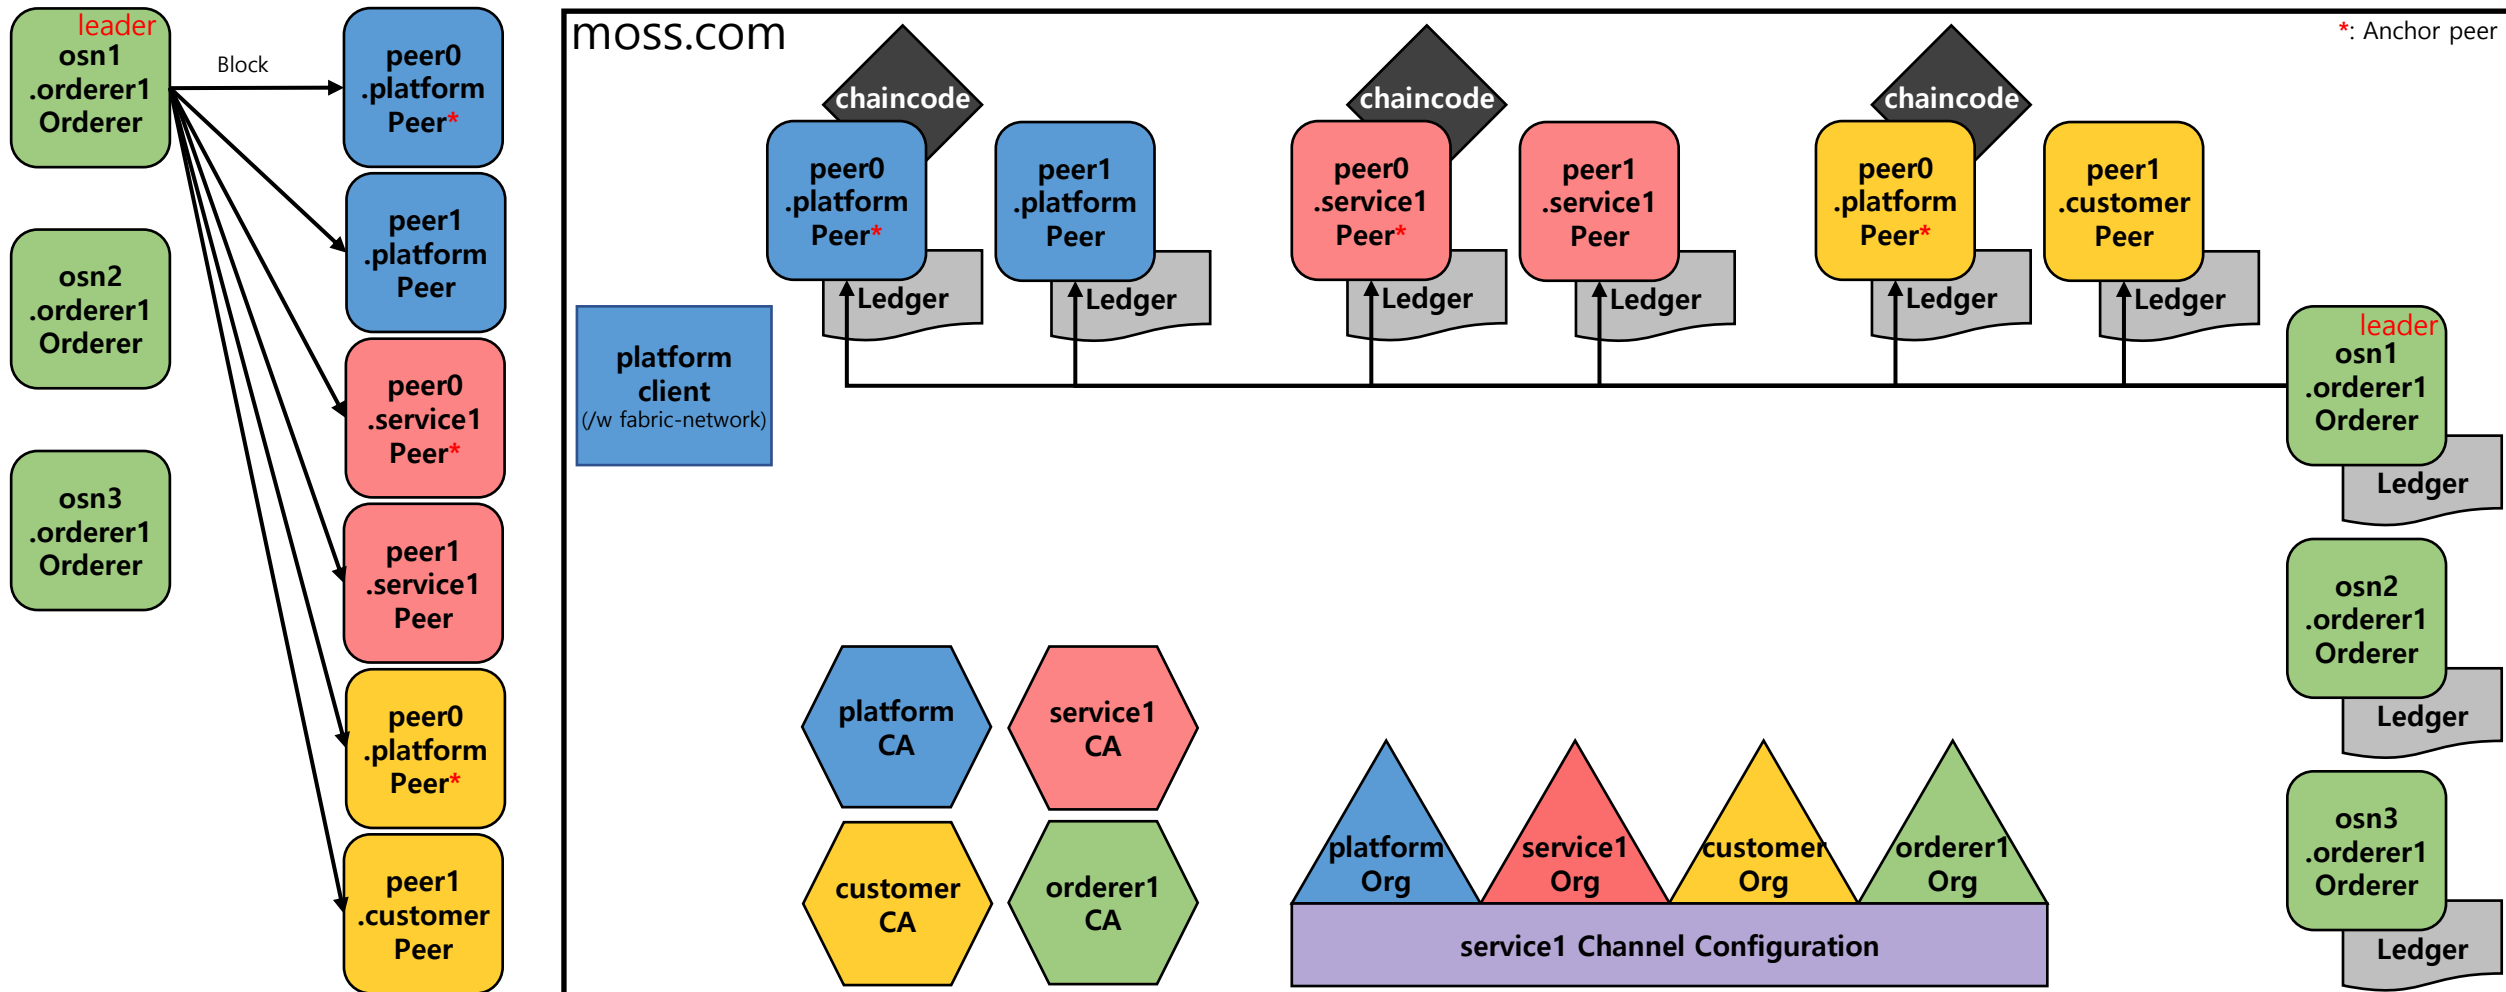 leader
osn1
.orderer1
Orderer
osn2
.orderer1
Orderer
osn3
.orderer1
Orderer
Block
peer0
.platform
Peer*
peer1
.platform
Peer
peer0
.service1
Peer*
peer1
.service1
Peer
peer0
.platform
Peer*
peer1
.customer
Peer
moss.com
*: Anchor peer
chaincode
peer0
.platform
Peer*
Ledger
peer1
.platform
Peer
Ledger
chaincode
peer0
.service1
Peer*
Ledger
peer1
.service1
Peer
Ledger
chaincode
peer0
.platform
Peer*
Ledger
peer1
.customer
Peer
Ledger
platform
client
(/w fabric-network)
leader
osn1
.orderer1
Orderer
Ledger
osn2
.orderer1
Orderer
Ledger
osn3
.orderer1
Orderer
Ledger
platform
CA
service1
CA
customer
CA
orderer1
CA
platform
Org
service1
Org
customer
Org
orderer1
Org
service1 Channel Configuration